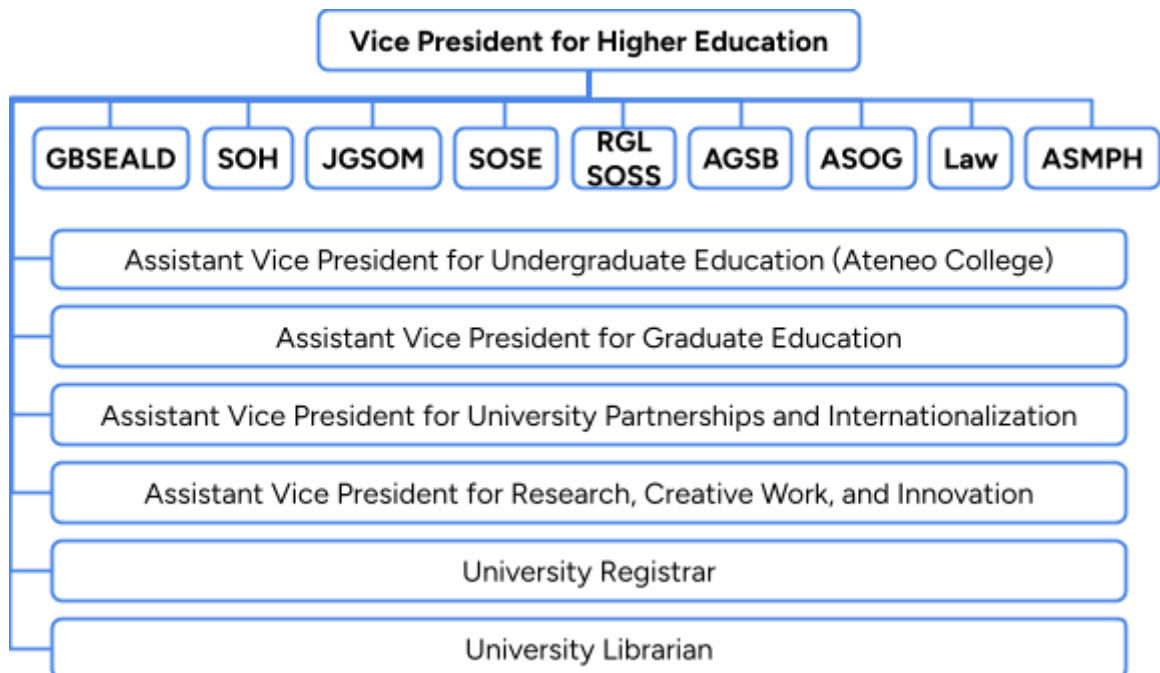 Vice President for Higher Education
GBSEALD
SOH
JGSOM
SOSE
RGL
SOSS
AGSB
ASOG
Law
ASMPH
Assistant Vice President for Undergraduate Education (Ateneo College)
Assistant Vice President for Graduate Education
Assistant Vice President for University Partnerships and Internationalization
Assistant Vice President for Research, Creative Work, and Innovation
University Registrar
University Librarian